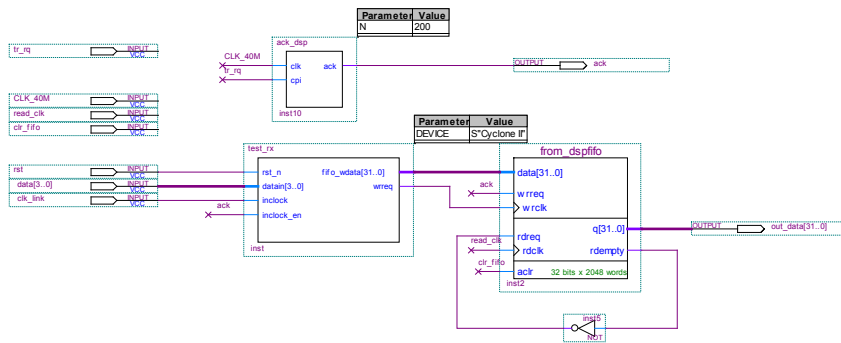 Parameter Value
N 200
ack_dsp
tr_rq INPUT VCC
CLK_40M clk ack OUTPUT ack
tr_rq cpi
inst10
CLK_40M INPUT VCC
read_clk INPUT VCC
clr_fifo INPUT VCC
Parameter Value
DEVICE S"Cyclone II"
test_rx from_dspfifo
rst INPUT VCC rst_n fifo_wdata[31..0] data[31..0]
data[3..0] INPUT VCC datain[3..0] wrreq ack wrreq
clk_link INPUT VCC inclock wrclk
ack inclock_en
inst
q[31..0] OUTPUT out_data[31..0]
rdreq
read_clk rdclk rdempty
clr_fifo aclr 32 bits x 2048 words
inst2
inst5
NOT